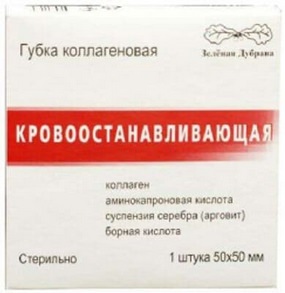 Губка коллагеновая
Зелёная Дубрава
КРОВООСТАНАВЛИВАЮЩАЯ
коллаген
аминокапроновая кислота
суспензия серебра (арговит)
борная кислота
Стерильно
1 штука 50х50 мм